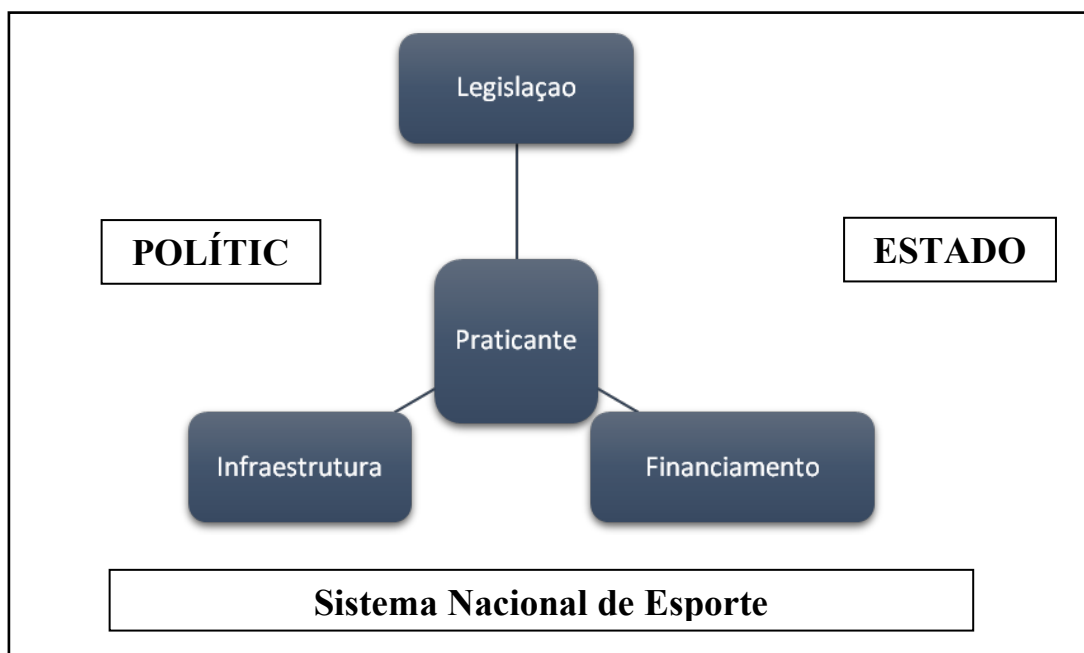 Legislaçao
POLÍTIC
ESTADO
Praticante
Infraestrutura
Financiamento
Sistema Nacional de Esporte